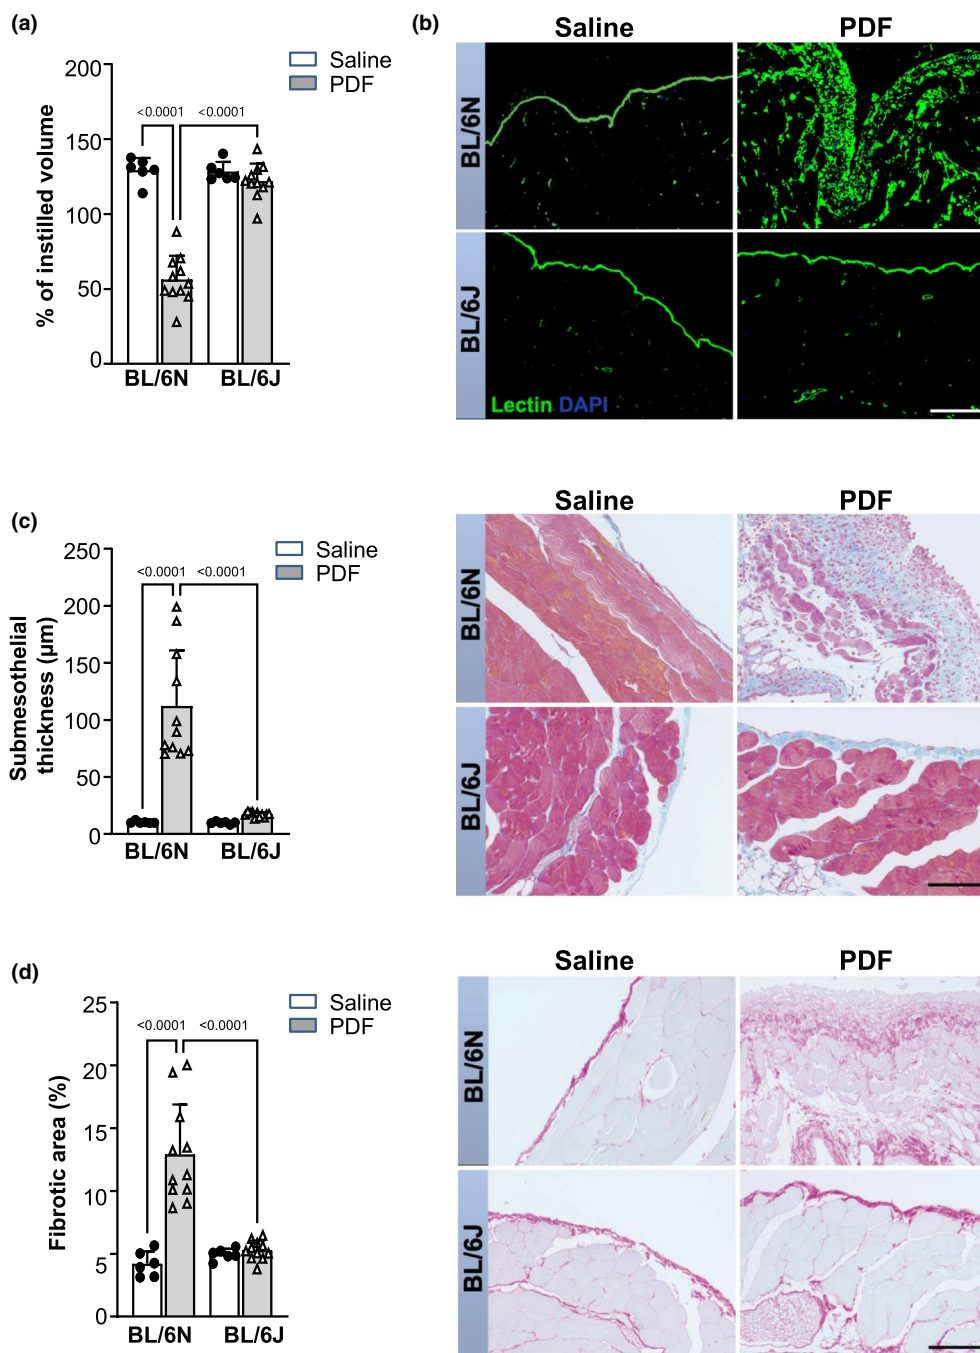 (a)
Saline
PDF
% of instilled volume
200
150
100
50
0
<0.0001
<0.0001
BL/6N
BL/6J
(b)
Saline
PDF
BL/6N
BL/6J
Lectin DAPI
(c)
Saline
PDF
Submesothelial
thickness (µm)
250
200
150
100
50
0
<0.0001
<0.0001
BL/6N
BL/6J
Saline
PDF
BL/6N
BL/6J
(d)
Saline
PDF
Fibrotic area (%)
25
20
15
10
5
0
<0.0001
<0.0001
BL/6N
BL/6J
Saline
PDF
BL/6N
BL/6J